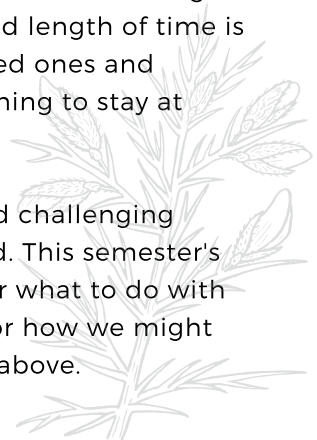 d length of time is
ed ones and
ning to stay at
d challenging
d. This semester's
r what to do with
or how we might
above.